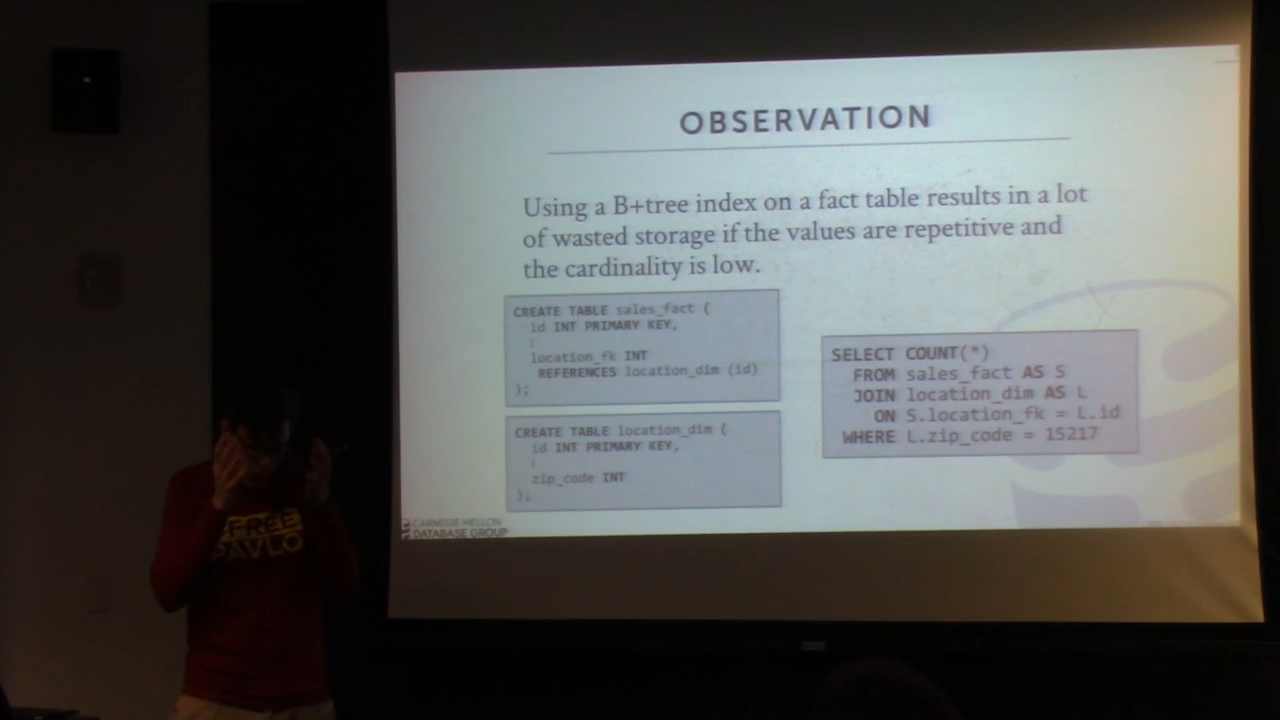 OBSERVATION
Using a B+tree index on a fact table results in a lot
of wasted storage if the values are repetitive and
the cardinality is low.
CREATE TABLE sales_fact (
id INT PRIMARY KEY,
⋮
location_fk INT
REFERENCES location_dim (id)
);
CREATE TABLE location_dim (
id INT PRIMARY KEY,
⋮
zip_code INT
);
SELECT COUNT(*)
FROM sales_fact AS S
JOIN location_dim AS L
ON S.location_fk = L.id
WHERE L.zip_code = 15217
CARNEGIE MELLON
DATABASE GROUP
FREE
PAVLO